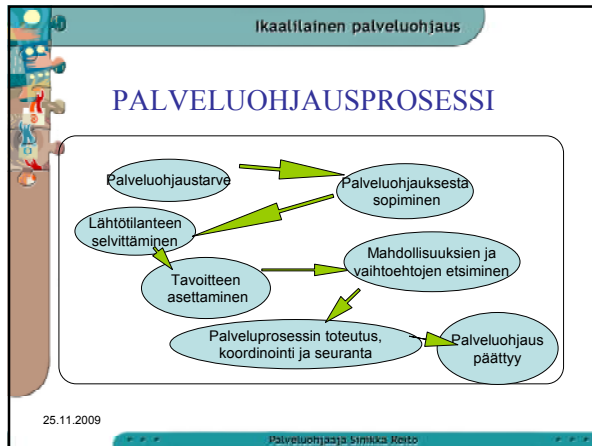 Ikaalilainen palveluohjaus
PALVELUOHJAUSPROSESSI
Palveluohjaustarve
Palveluohjauksesta
sopiminen
Lähtötilanteen
selvittäminen
Tavoitteen
asettaminen
Mahdollisuuksien ja
vaihtoehtojen etsiminen
Palveluprosessin toteutus,
koordinointi ja seuranta
Palveluohjaus
päättyy
25.11.2009
Palveluohjaaja Simikka Reito